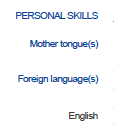 PERSONAL SKILLS
Mother tongue(s)
Foreign language(s)
English